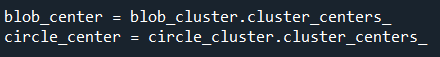 blob_center = blob_cluster.cluster_centers_
circle_center = circle_cluster.cluster_centers_